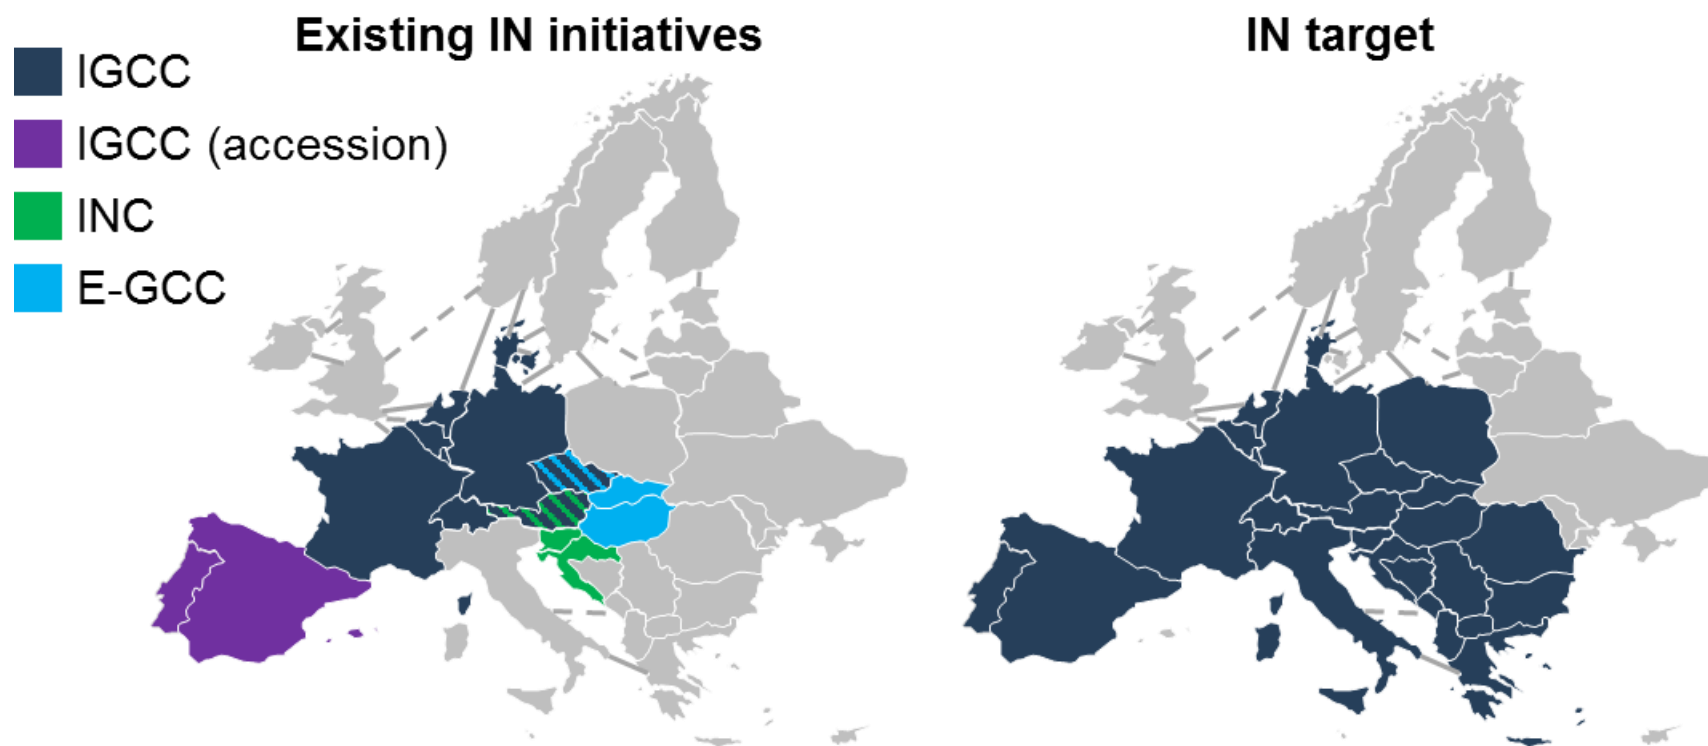 Existing IN initiatives
IN target
IGCC
IGCC (accession)
INC
E-GCC